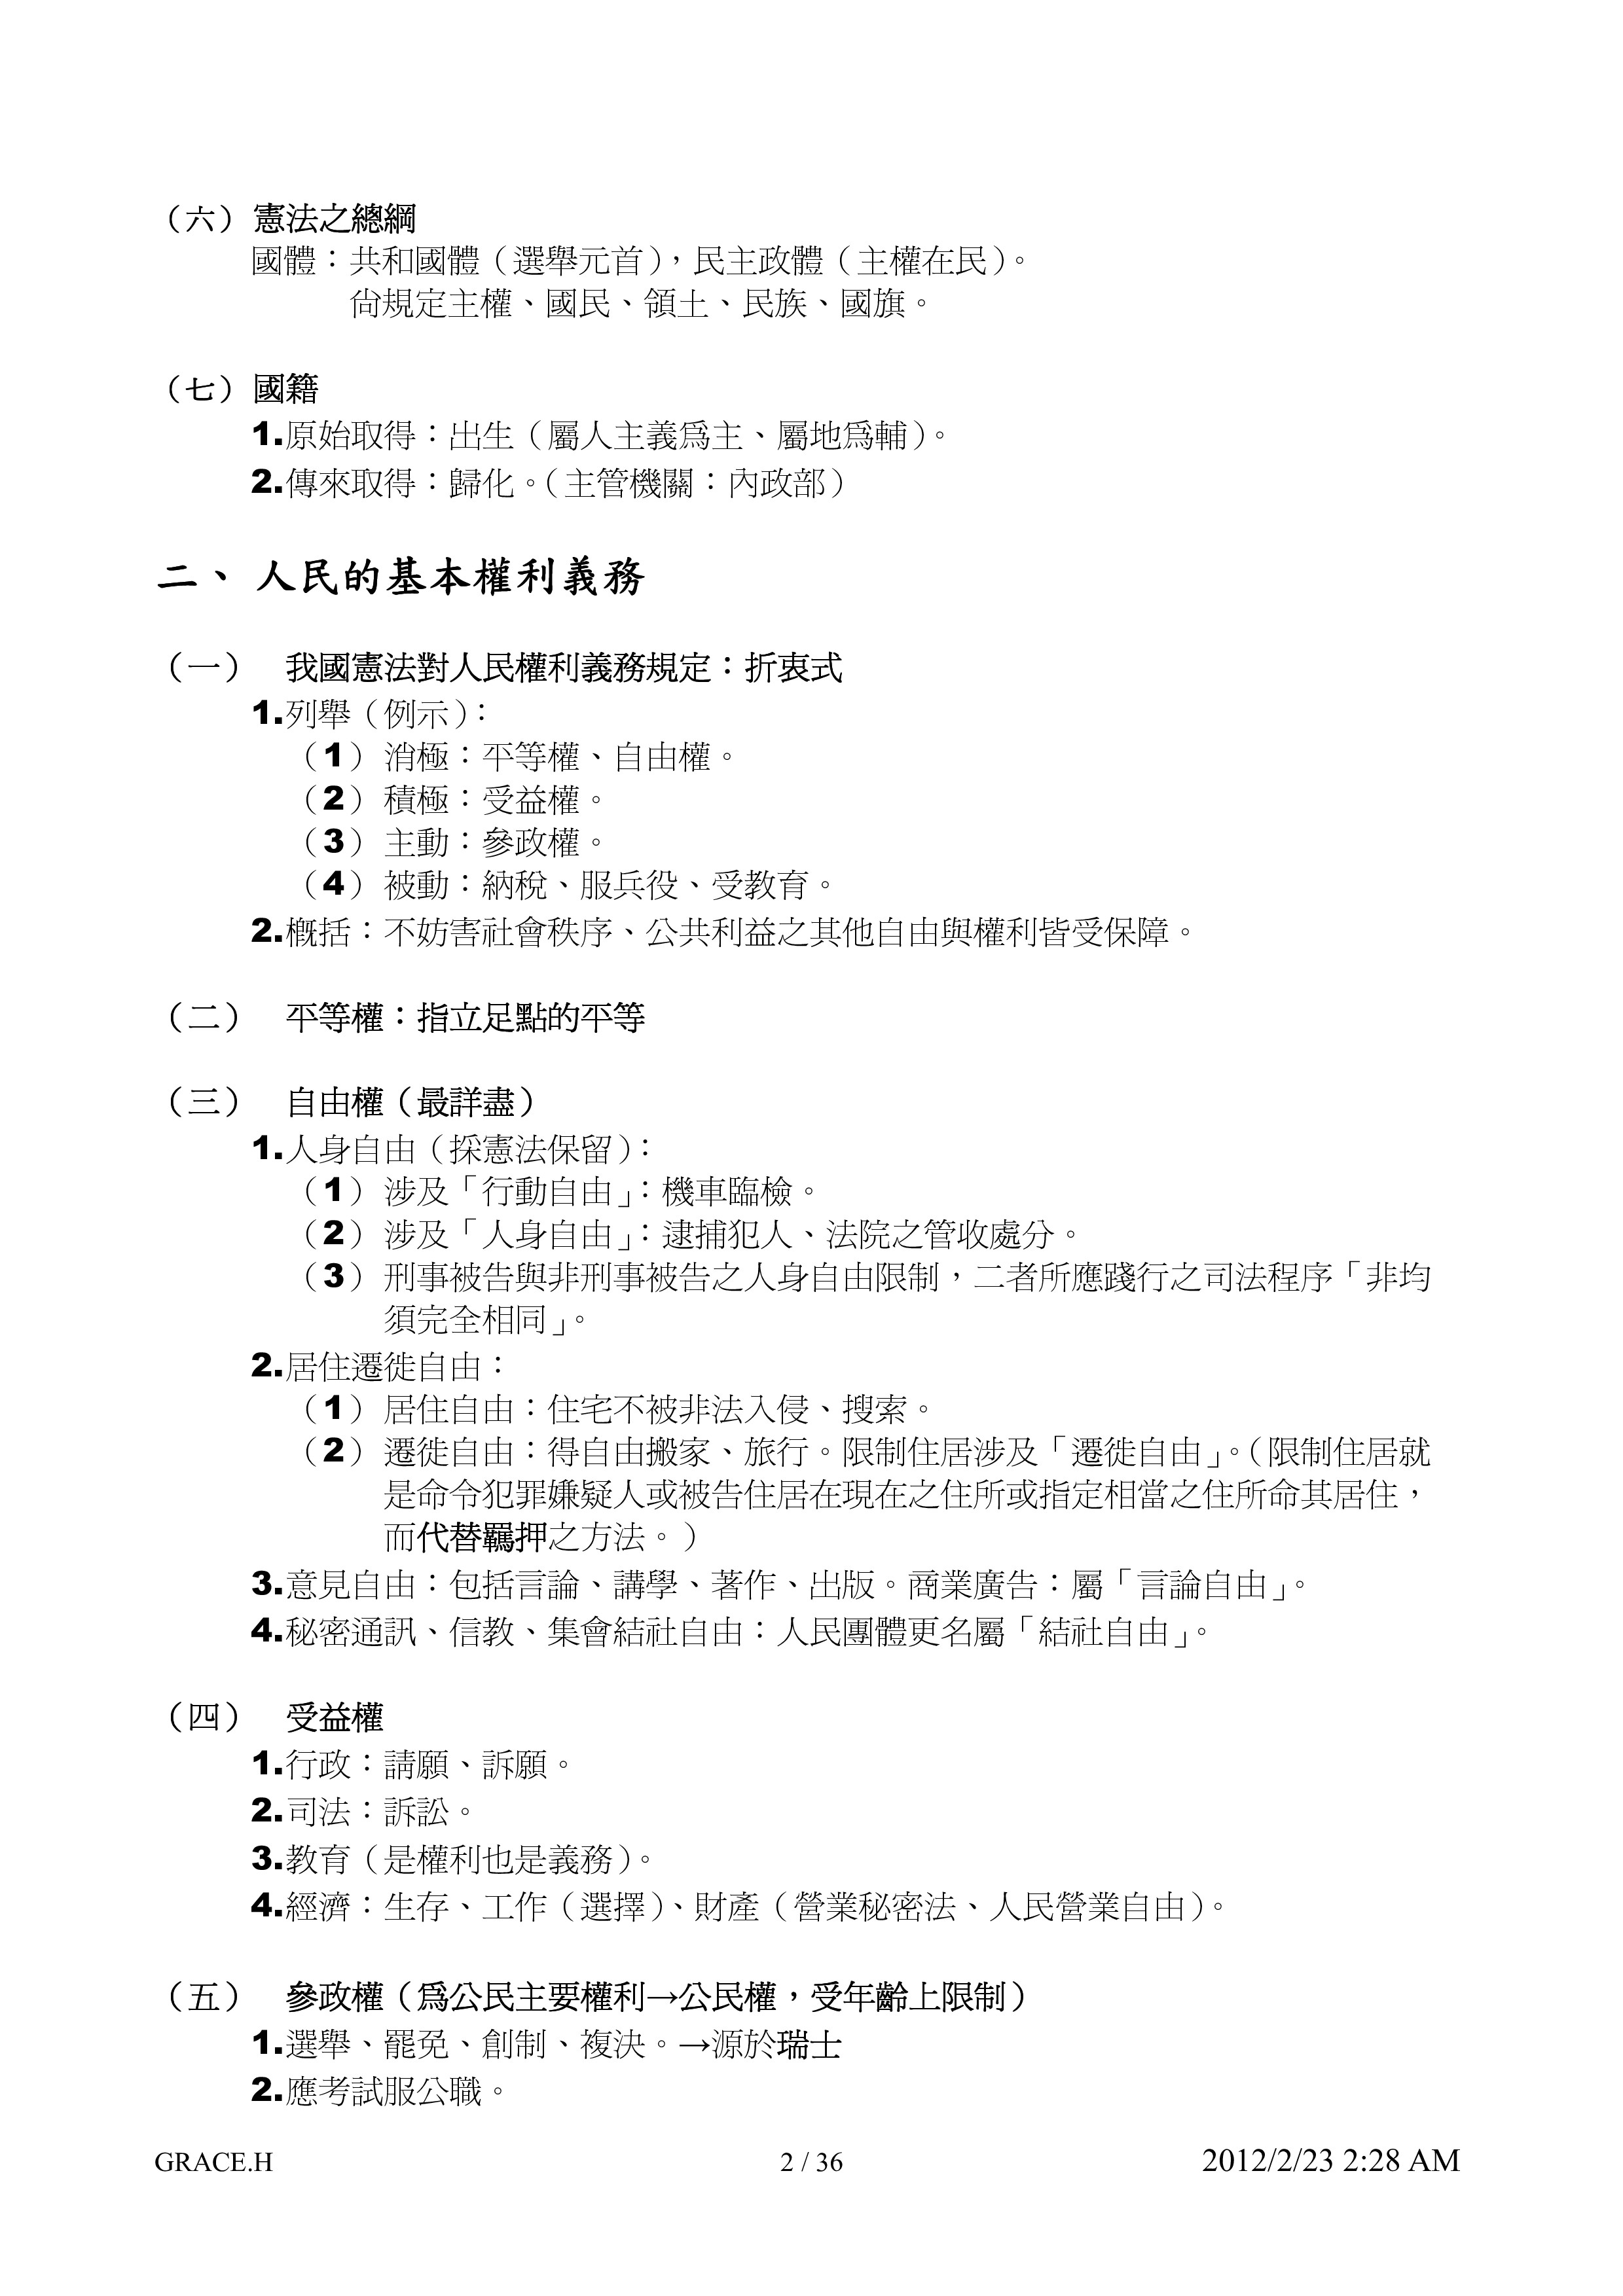 （六）憲法之總綱
國體：共和國體（選舉元首），民主政體（主權在民）。
尚規定主權、國民、領土、民族、國旗。
（七）國籍
1.原始取得：出生（屬人主義為主、屬地為輔）。
2.傳來取得：歸化。（主管機關：內政部）
二、 人民的基本權利義務
（一） 我國憲法對人民權利義務規定：折衷式
1.列舉（例示）：
（1）消極：平等權、自由權。
（2）積極：受益權。
（3）主動：參政權。
（4）被動：納稅、服兵役、受教育。
2.概括：不妨害社會秩序、公共利益之其他自由與權利皆受保障。
（二） 平等權：指立足點的平等
（三） 自由權（最詳盡）
1.人身自由（採憲法保留）：
（1）涉及「行動自由」：機車臨檢。
（2）涉及「人身自由」：逮捕犯人、法院之管收處分。
（3）刑事被告與非刑事被告之人身自由限制，二者所應踐行之司法程序「非均
須完全相同」。
2.居住遷徙自由：
（1）居住自由：住宅不被非法入侵、搜索。
（2）遷徙自由：得自由搬家、旅行。限制住居涉及「遷徙自由」。（限制住居就
是命令犯罪嫌疑人或被告住居在現在之住所或指定相當之住所命其居住，
而代替羈押之方法。）
3.意見自由：包括言論、講學、著作、出版。商業廣告：屬「言論自由」。
4.秘密通訊、信教、集會結社自由：人民團體更名屬「結社自由」。
（四） 受益權
1.行政：請願、訴願。
2.司法：訴訟。
3.教育（是權利也是義務）。
4.經濟：生存、工作（選擇）、財產（營業秘密法、人民營業自由）。
（五） 參政權（為公民主要權利→公民權，受年齡上限制）
1.選舉、罷免、創制、複決。→源於瑞士
2.應考試服公職。
GRACE.H 2 / 36 2012/2/23 2:28 AM